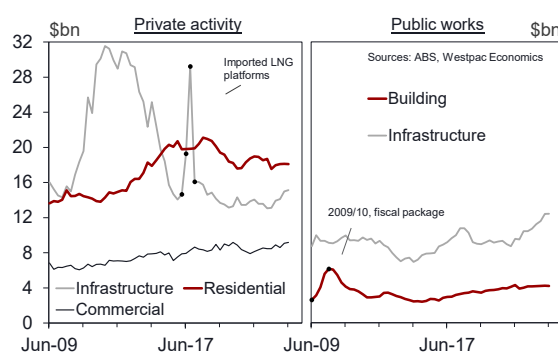 Private activity
Public works
$bn
$bn
32
28
24
20
16
12
8
4
0
Imported LNG
platforms
Infrastructure
Residential
Commercial
Jun-09
Jun-17
Sources: ABS, Westpac Economics
Building
Infrastructure
2009/10, fiscal package
Jun-09
Jun-17